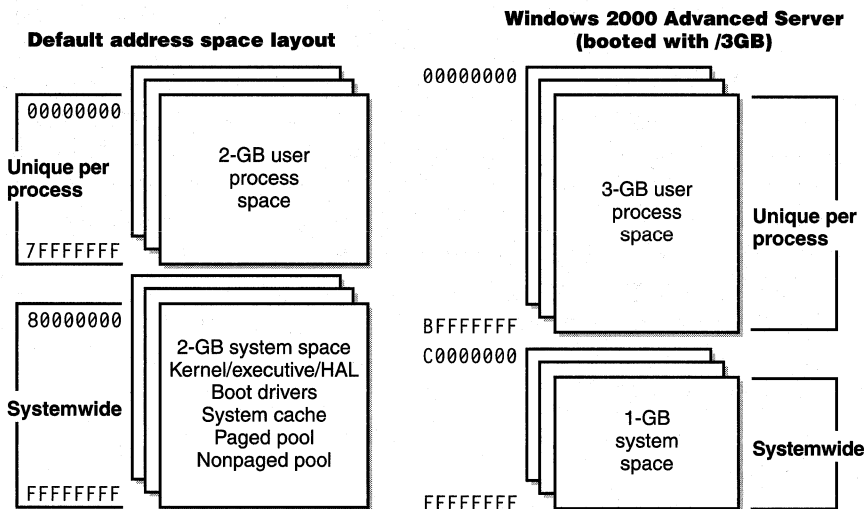 Default address space layout
00000000
Unique per
process
7FFFFFFF
2-GB user
process
space
80000000
Systemwide
FFFFFFFF
2-GB system space
Kernel/executive/HAL
Boot drivers
System cache
Paged pool
Nonpaged pool
Windows 2000 Advanced Server
(booted with /3GB)
00000000
3-GB user
process
space
Unique per
process
BFFFFFFF
C0000000
1-GB
system
space
Systemwide
FFFFFFFF